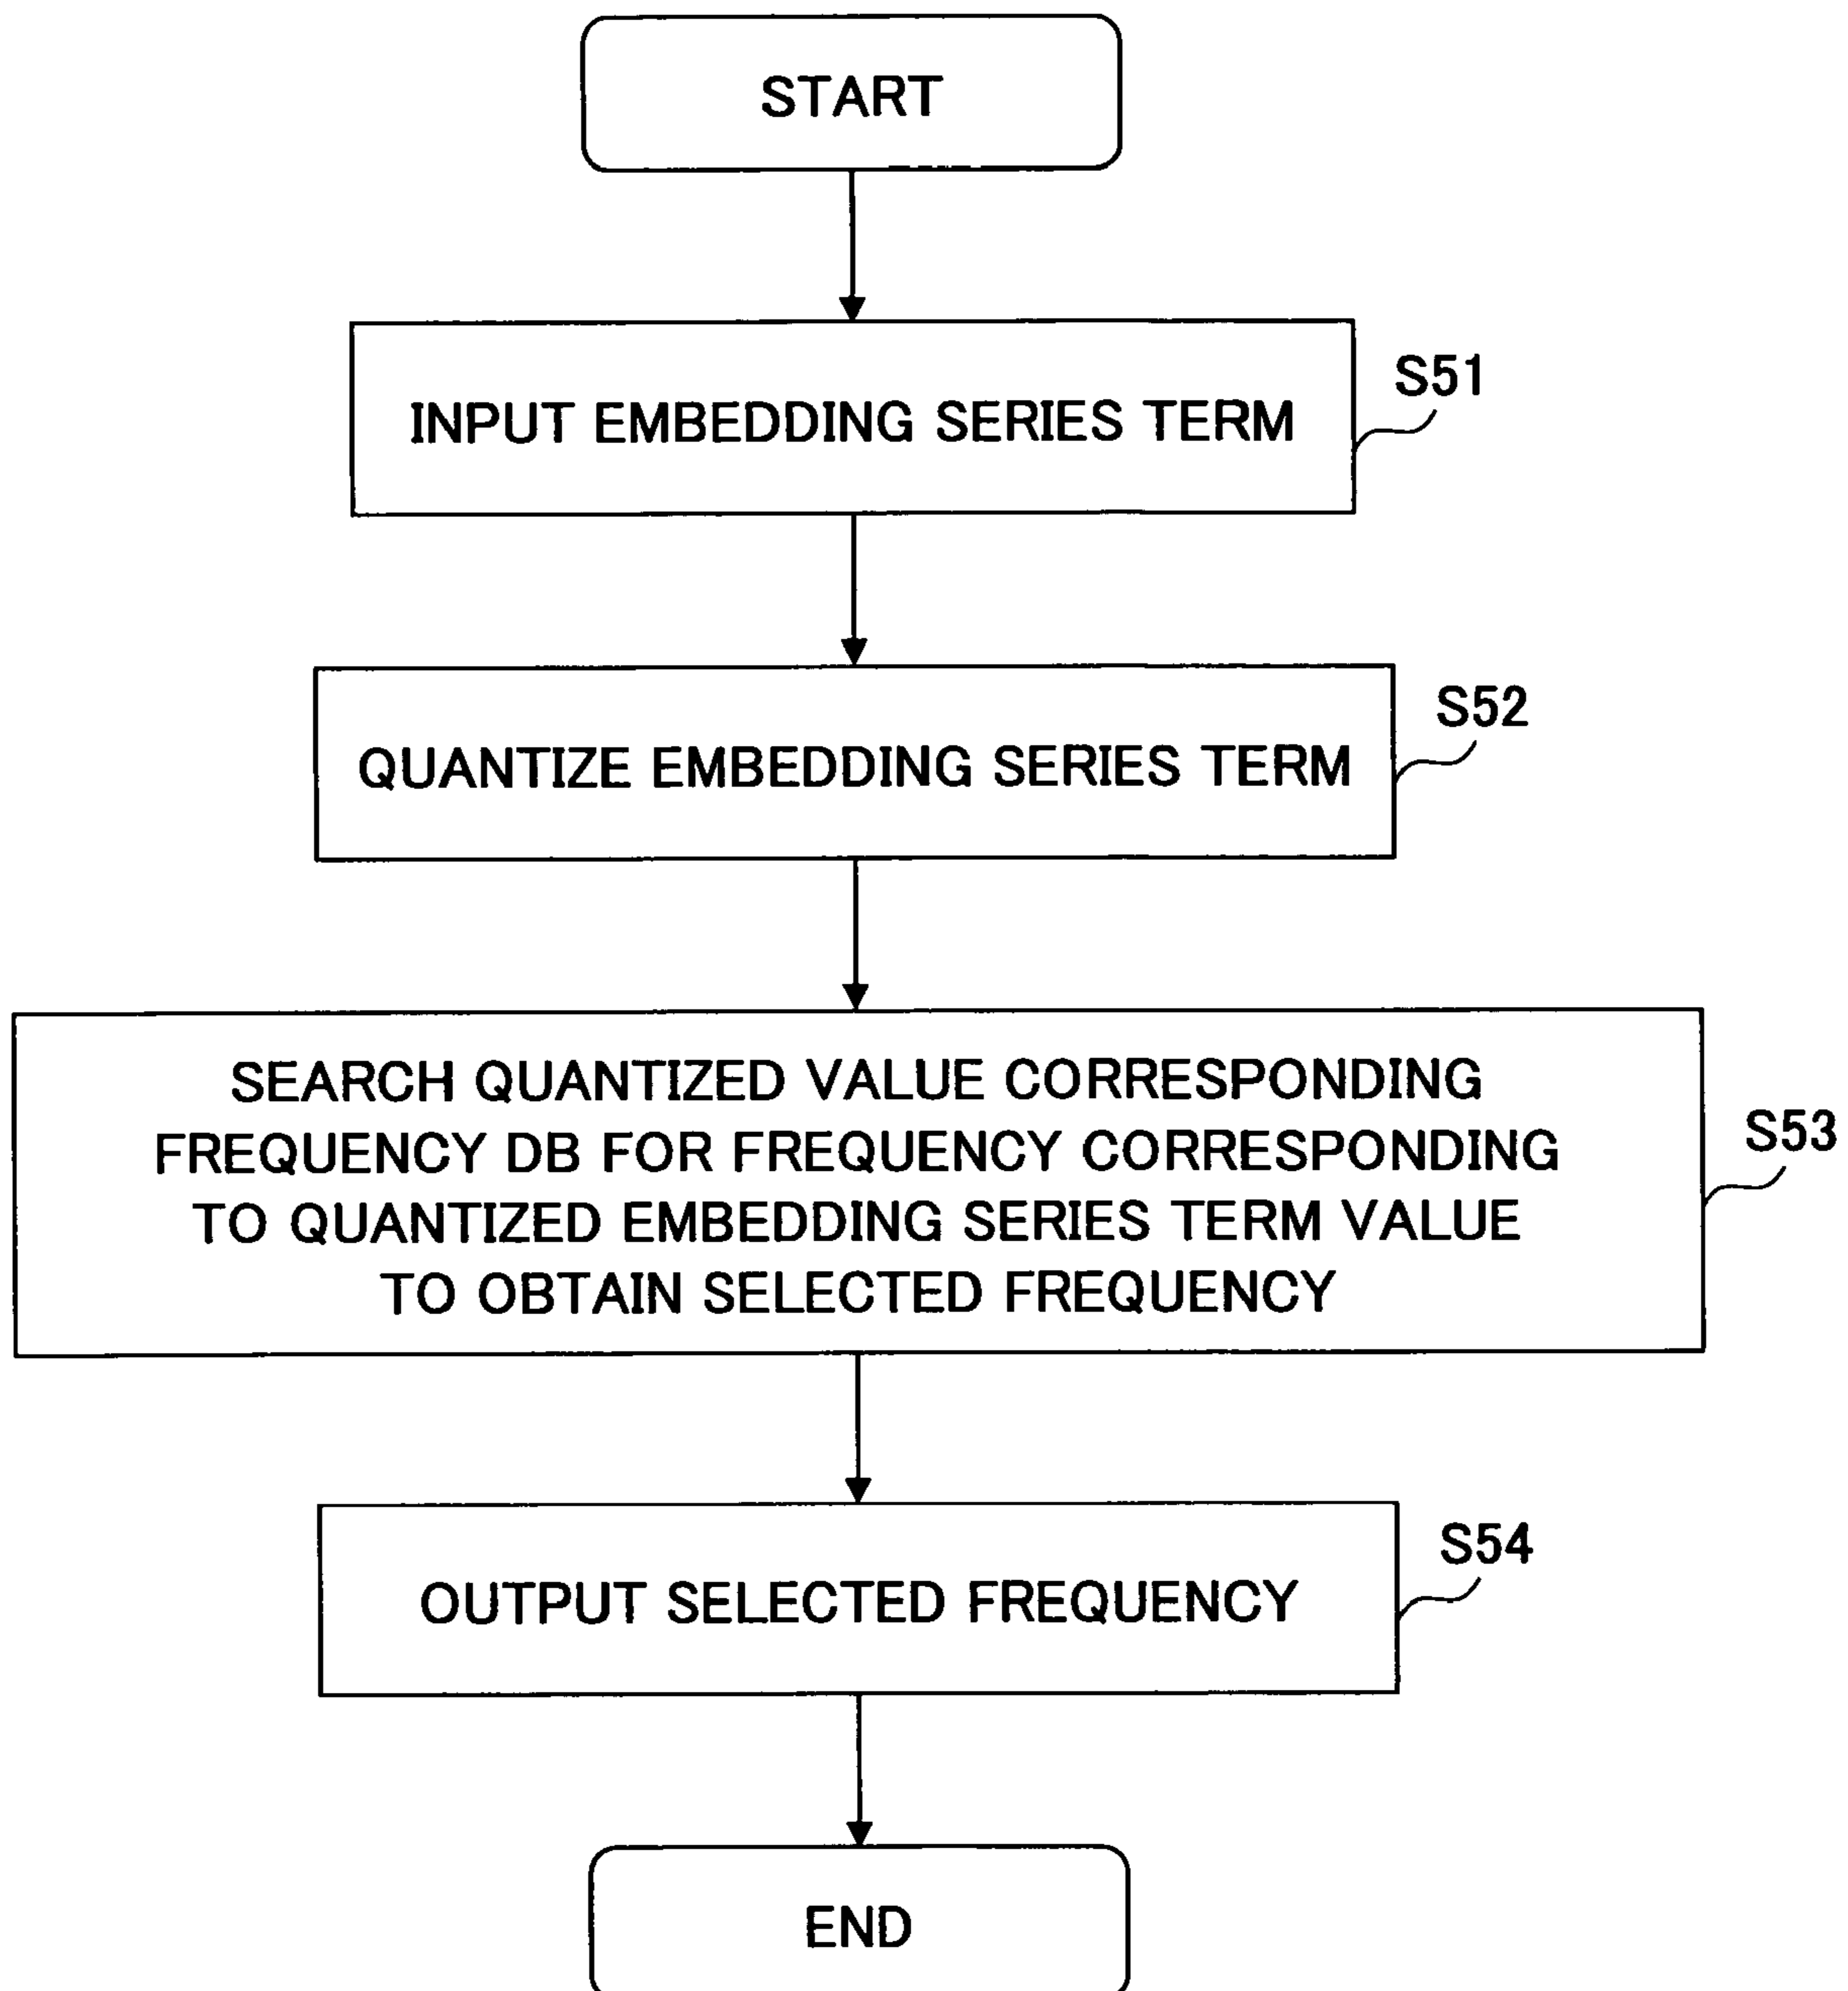 START
INPUT EMBEDDING SERIES TERM
S51
QUANTIZE EMBEDDING SERIES TERM
S52
SEARCH QUANTIZED VALUE CORRESPONDING
FREQUENCY DB FOR FREQUENCY CORRESPONDING
TO QUANTIZED EMBEDDING SERIES TERM VALUE
TO OBTAIN SELECTED FREQUENCY
S53
OUTPUT SELECTED FREQUENCY
S54
END